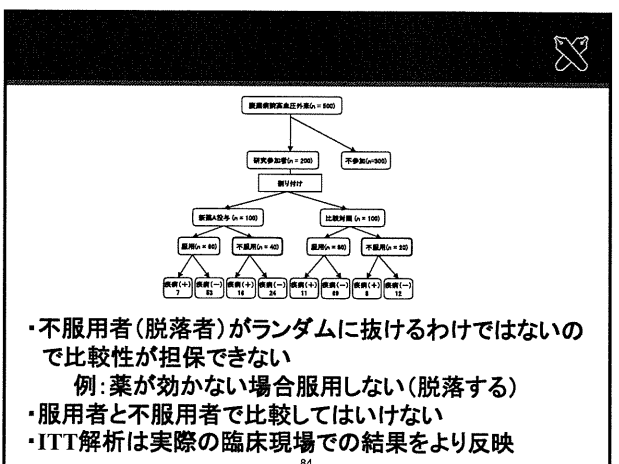 慶應病院高血圧外来(n = 500)
研究参加者(n = 200)
不参加(n=300)
割り付け
新薬A投与 (n = 100)
比較対照 (n = 100)
服用(n = 60)
不服用(n = 40)
服用(n = 80)
不服用(n = 20)
疾病(+) 疾病(-) 疾病(+) 疾病(-) 疾病(+) 疾病(-) 疾病(+) 疾病(-)
7 53 16 24 11 69 8 12
・不服用者(脱落者)がランダムに抜けるわけではないの
で比較性が担保できない
例:薬が効かない場合服用しない(脱落する)
・服用者と不服用者で比較してはいけない
・ITT解析は実際の臨床現場での結果をより反映
84